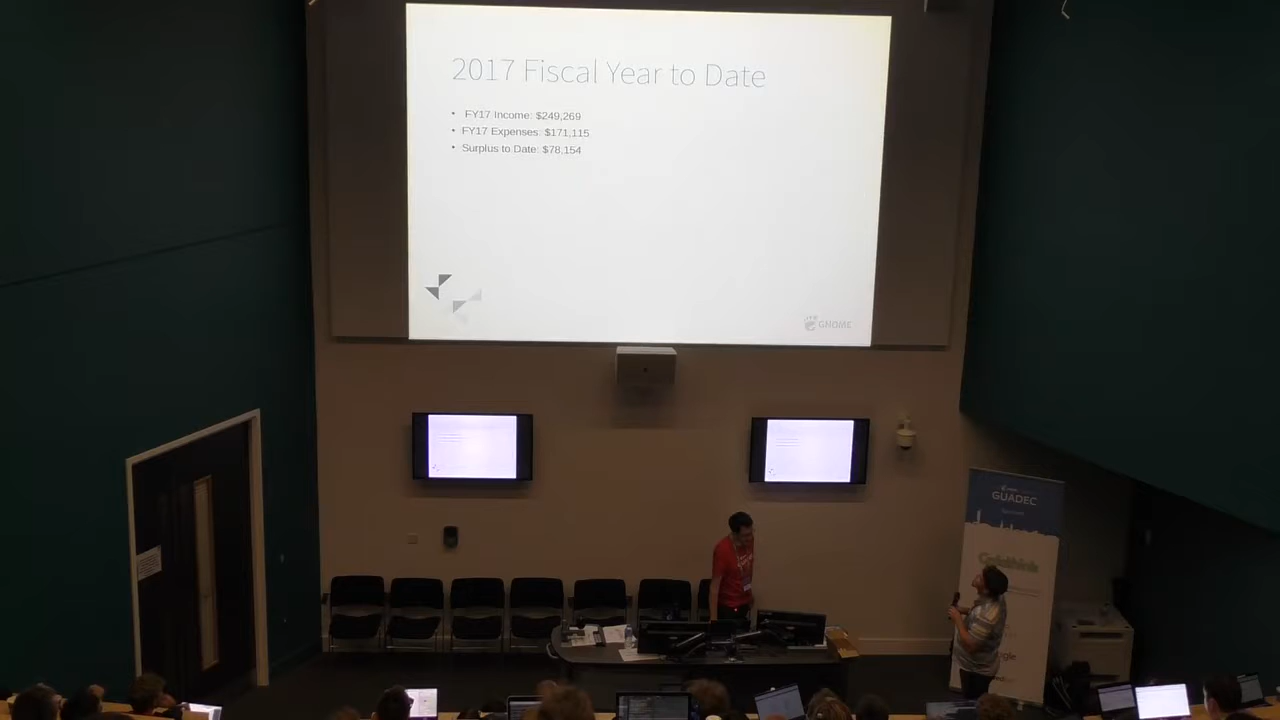 2017 Fiscal Year to Date
• FY17 Income: $249,269
• FY17 Expenses: $171,115
• Surplus to Date: $78,154
GNOME
GUADEC